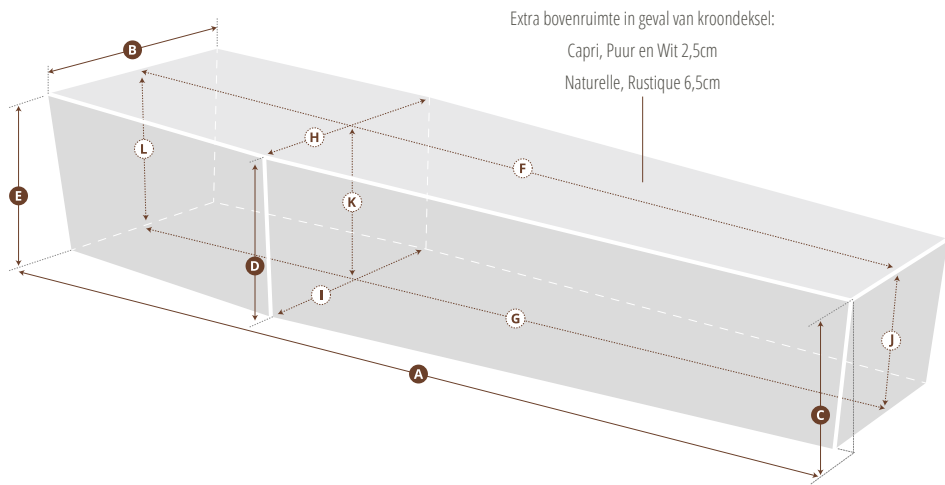 Extra bovenruimte in geval van kroondeksel:
Capri, Puur en Wit 2,5cm
Naturelle, Rustique 6,5cm
B
H
L
F
E
K
D
I
G
J
A
C